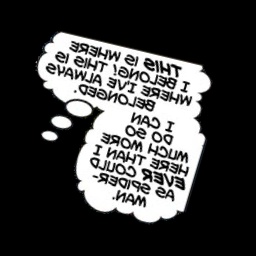 THIS IS WHERE
I BELONG! THIS IS
WHERE I'VE ALWAYS
BELONGED.
I CAN
DO SO
MUCH MORE
HERE THAN I
EVER COULD
AS SPIDER-
MAN.